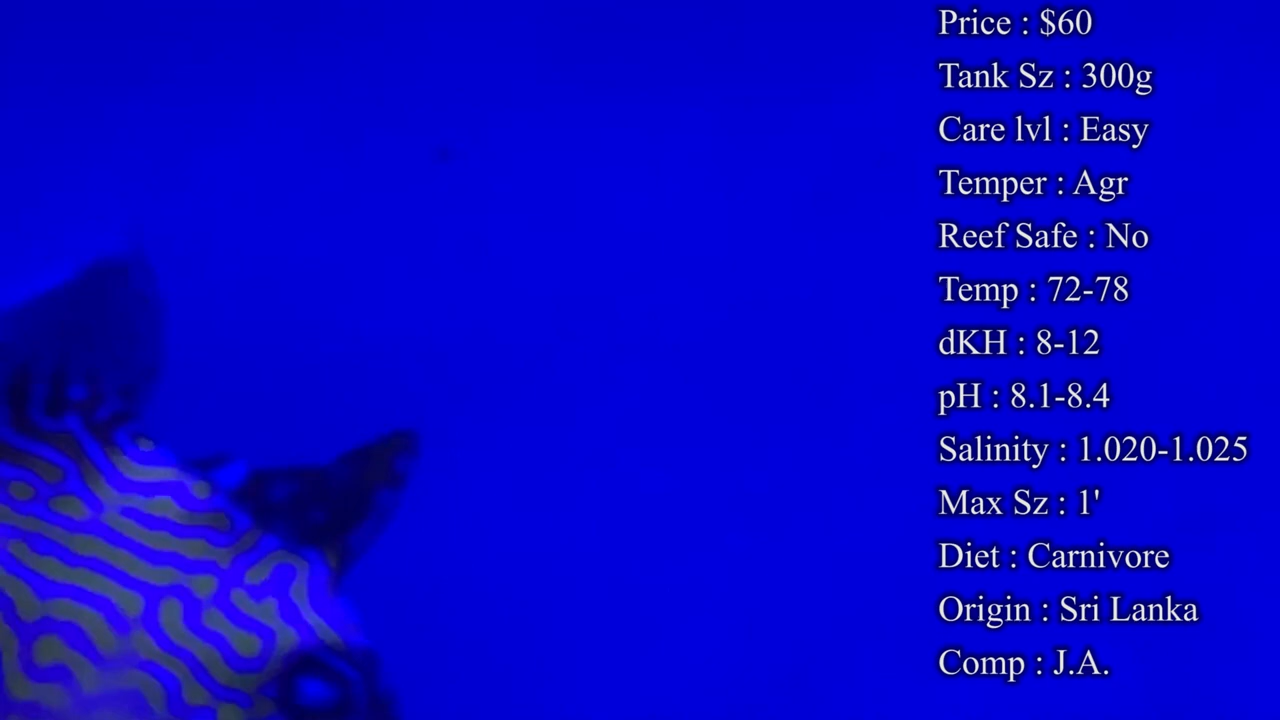 Price : $60
Tank Sz : 300g
Care lvl : Easy
Temper : Agr
Reef Safe : No
Temp : 72-78
dKH : 8-12
pH : 8.1-8.4
Salinity : 1.020-1.025
Max Sz : 1'
Diet : Carnivore
Origin : Sri Lanka
Comp : J.A.